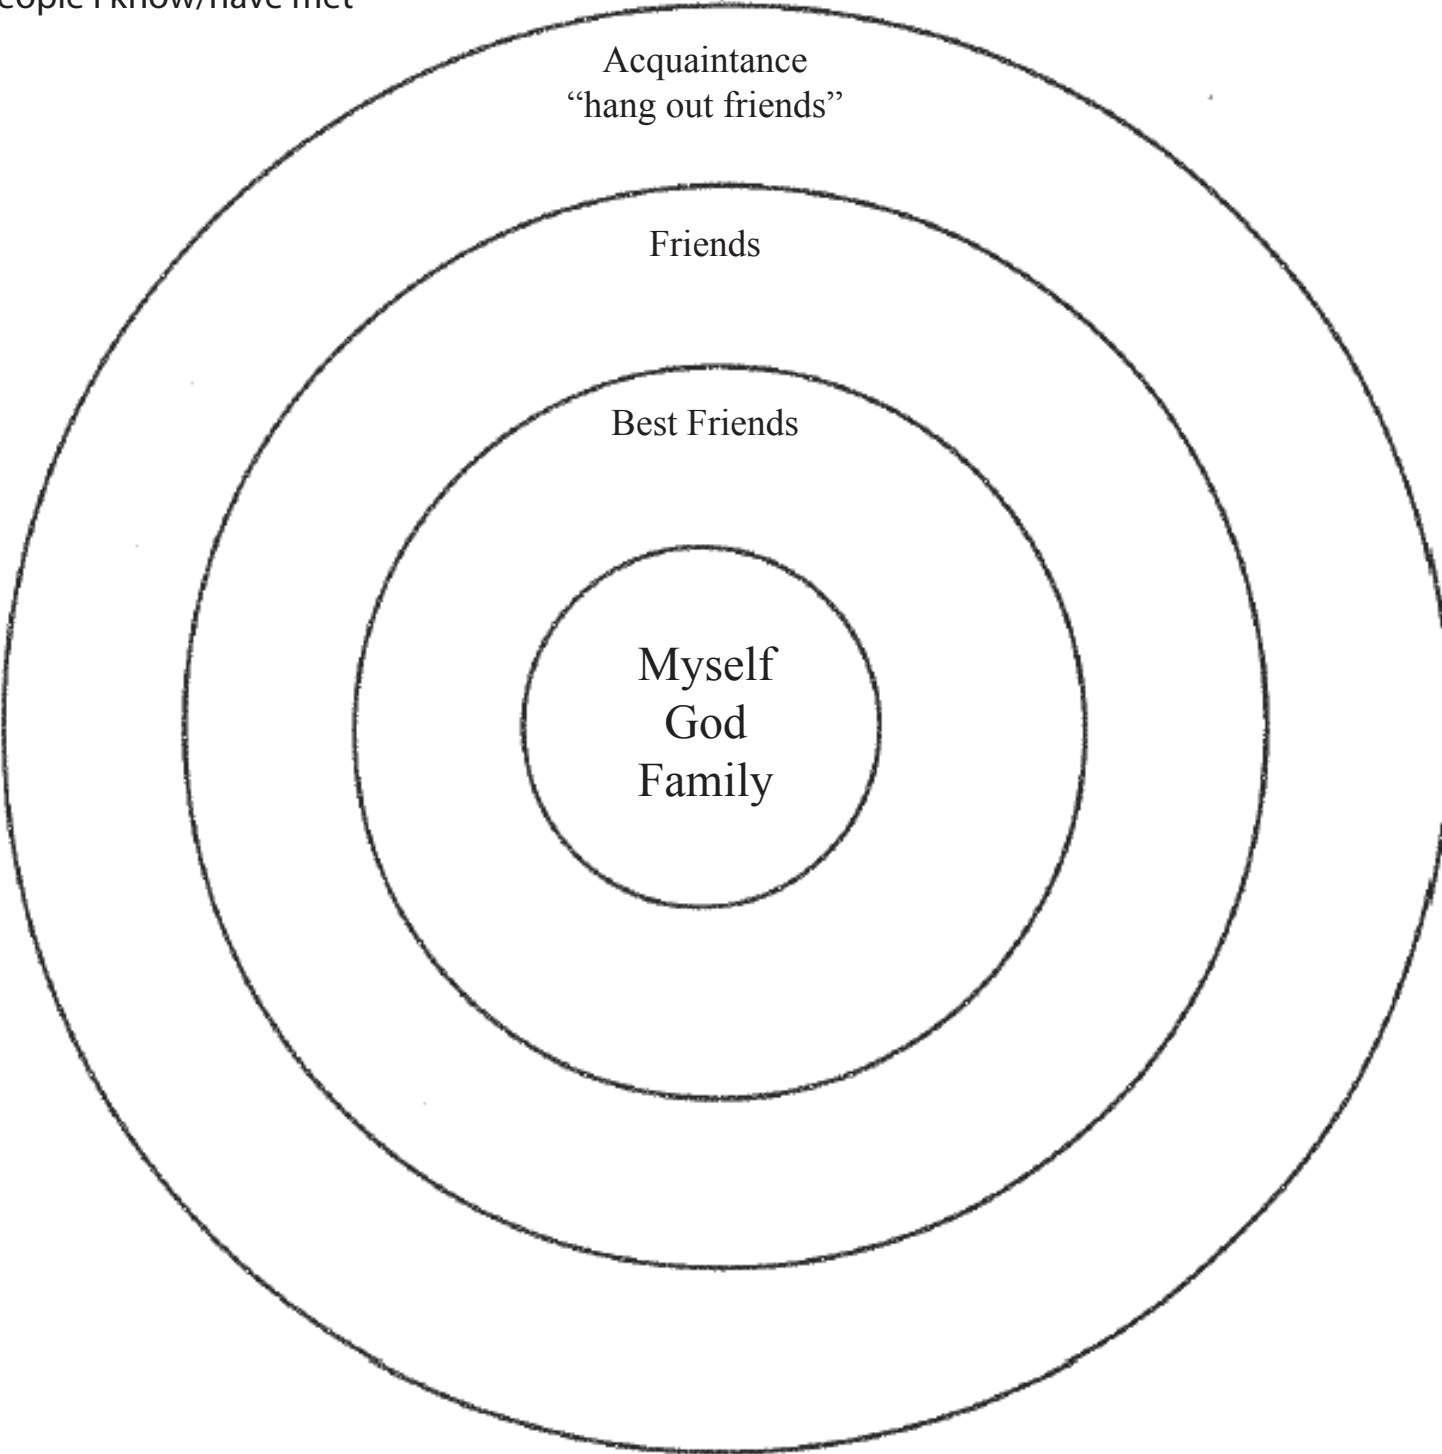 eople I know/have met
Acquaintance
“hang out friends”
Friends
Best Friends
Myself
God
Family